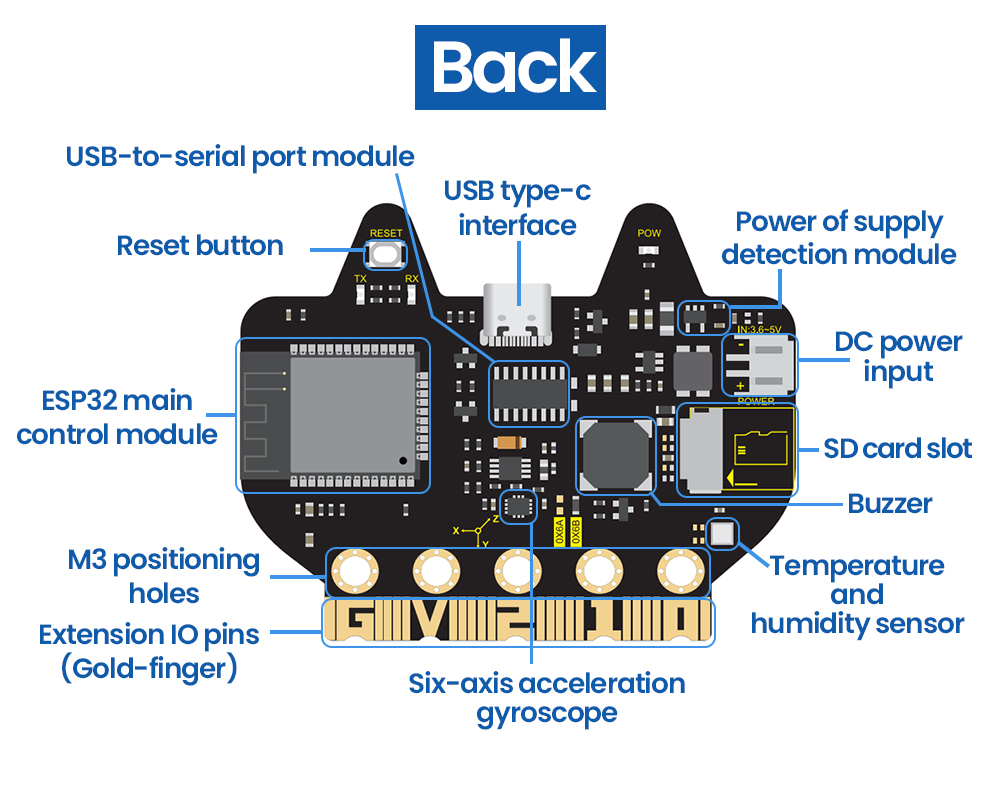 Back
USB-to-serial port module
USB type-c
interface
Power of supply
detection module
Reset button
RESET
POW
TX
RX
IN:3.6~5V
-
+
POWER
DC power
input
ESP32 main
control module
SD card slot
Buzzer
X
Z
Y
0X6A
0X6B
M3 positioning
holes
Temperature
and
humidity sensor
G V 2 1 0
Extension IO pins
(Gold-finger)
Six-axis acceleration
gyroscope